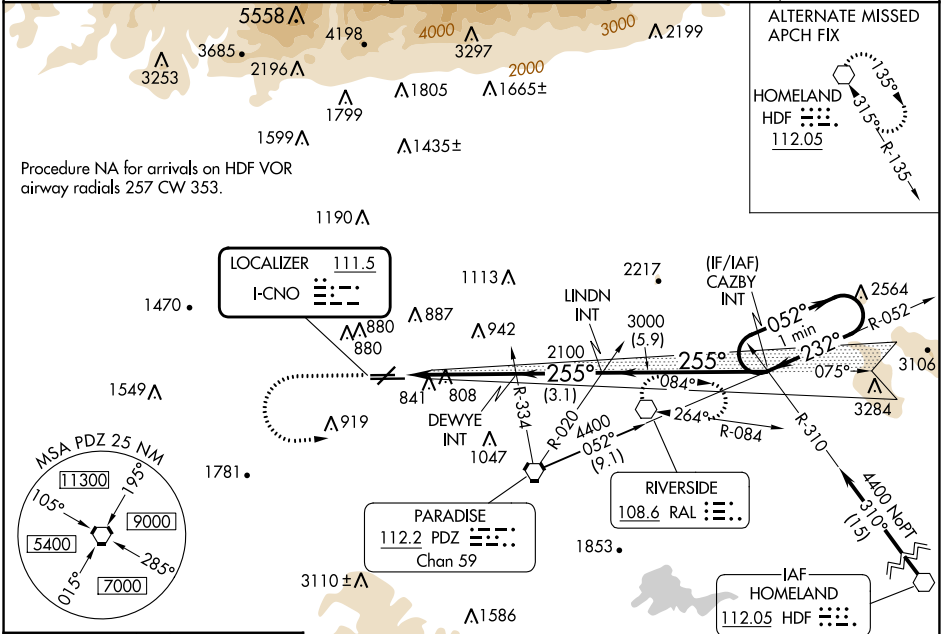 5558
4198
4000
3297
3000
2199
3685
3253
2196
2000
1805
1665±
1799
1599
1435±
ALTERNATE MISSED
APCH FIX
HOMELAND
HDF
112.05
135°
315°
R-135
Procedure NA for arrivals on HDF VOR
airway radials 257 CW 353.
1190
LOCALIZER 111.5
I-CNO
1113
2217
(IF/IAF)
CAZBY
INT
2564
LINDN
INT
1470
880
880
887
942
3000
(5.9)
052°
1 min
232°
R-052
2100
255°
255°
(3.1)
075°
3106
3284
1549
841
808
DEWYE
INT
R-334
R-020
084°
264°
R-084
R-310
919
1047
4400
052°
(9.1)
1781
MSA PDZ 25 NM
11300
195°
105°
9000
5400
285°
015°
7000
PARADISE
112.2 PDZ
Chan 59
RIVERSIDE
108.6 RAL
4400 NoPT
310°
(15)
1853
3110±
1586
IAF
HOMELAND
112.05 HDF